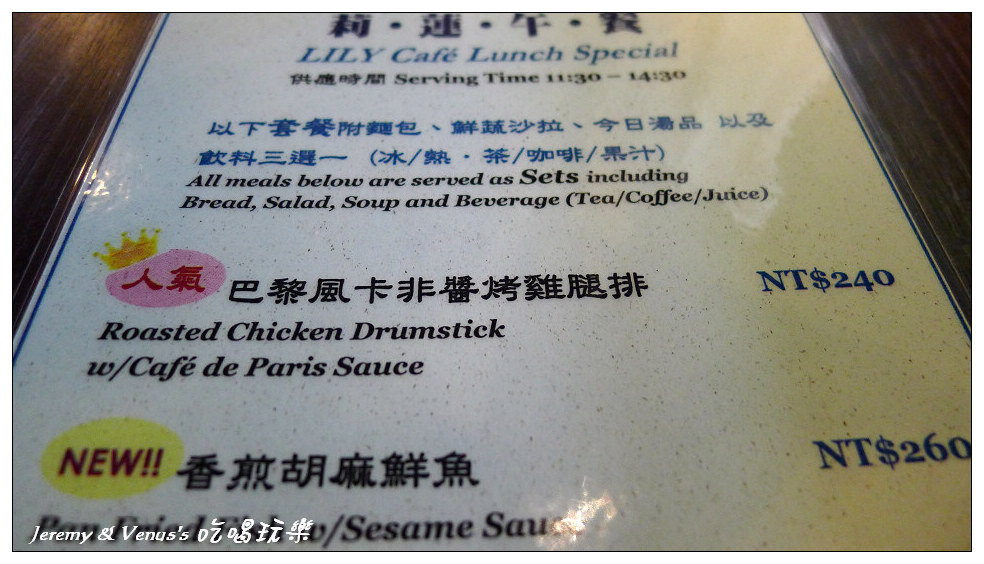 莉·蓮·午·餐
LILY Café Lunch Special
供應時間 Serving Time 11:30 – 14:30
以下套餐附麵包、鮮蔬沙拉、今日湯品 以及
飲料三選一 (冰/熱·茶/咖啡/果汁)
All meals below are served as Sets including
Bread, Salad, Soup and Beverage (Tea/Coffee/Juice)
人氣 巴黎風卡非醬烤雞腿排 NT$240
Roasted Chicken Drumstick
w/Café de Paris Sauce
NEW!! 香煎胡麻鮮魚 NT$260
Pan Fried w/Sesame
Jeremy & Venus's 吃喝玩樂